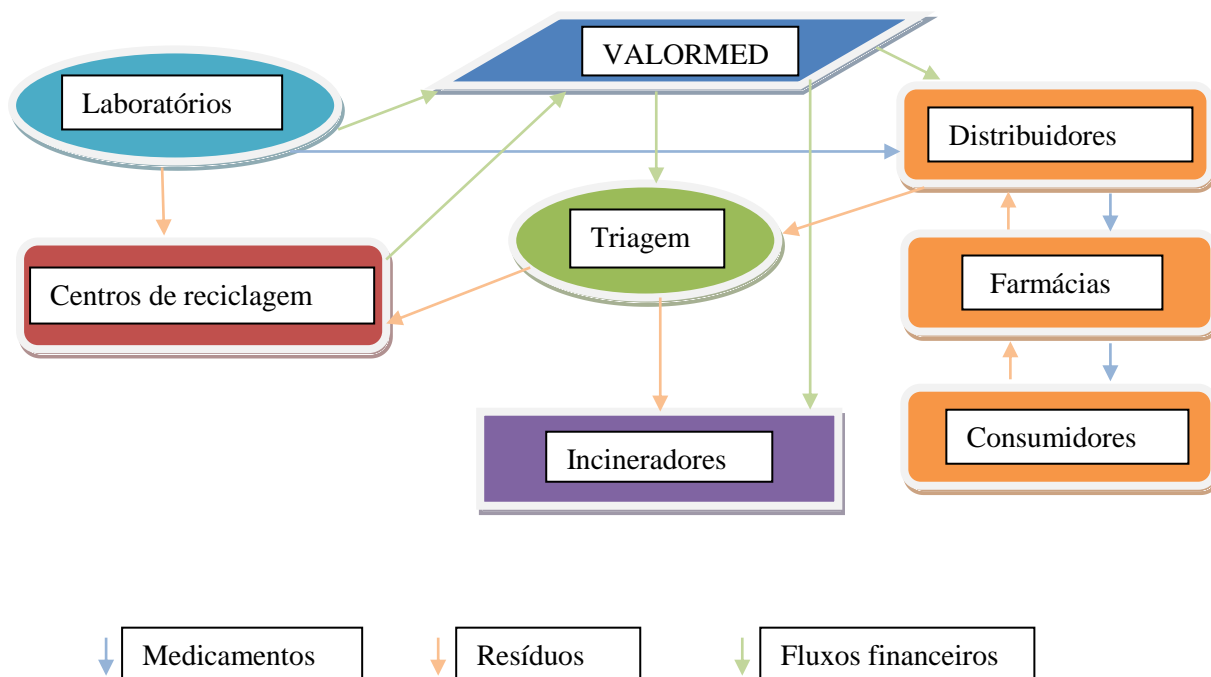 VALORMED
Laboratórios
Distribuidores
Triagem
Centros de reciclagem
Farmácias
Incineradores
Consumidores
Medicamentos
Resíduos
Fluxos financeiros